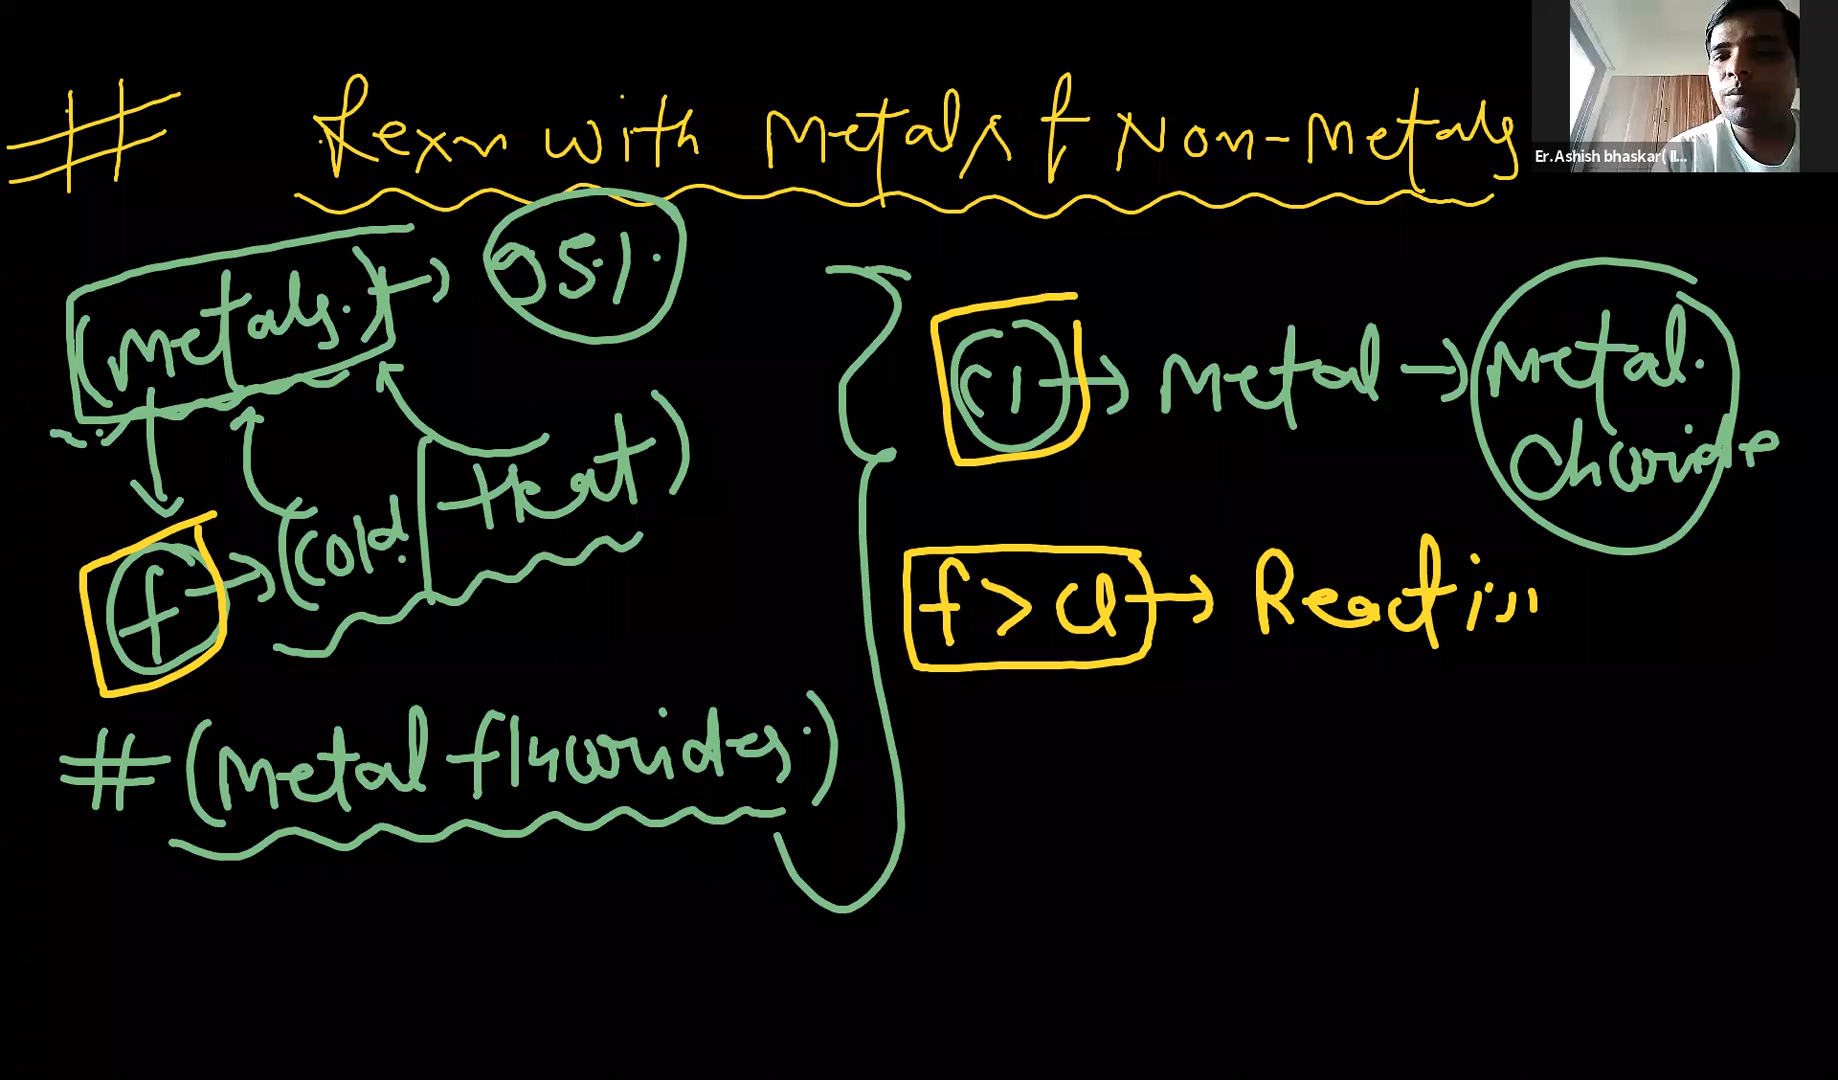 # Rexn with Metals & Non-Metals
Er.Ashish bhaskar( II...
(Metals.) → 95%.
F → (Cold. | Heat)
# (Metal fluorides.)
Cl → Metal → Metal.
Chloride
F > Cl → Reaction